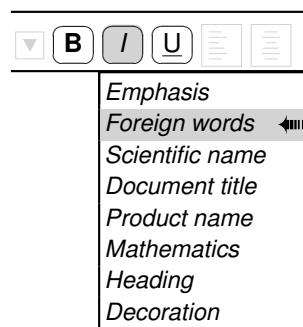 B I U
Emphasis
Foreign words
Scientific name
Document title
Product name
Mathematics
Heading
Decoration